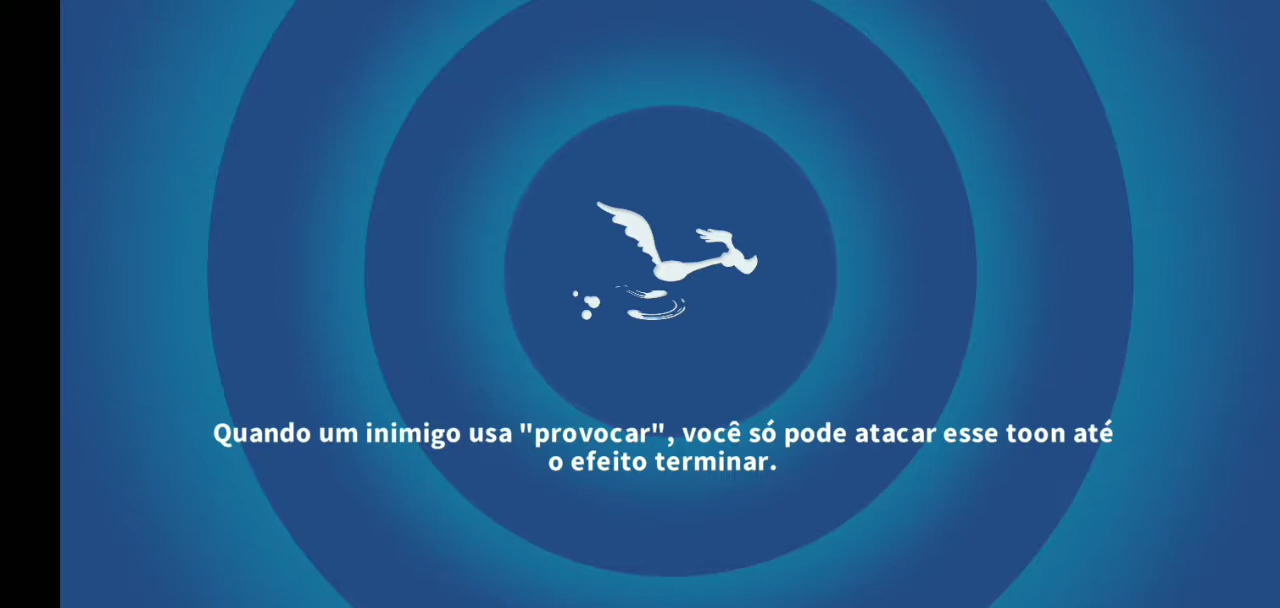 Quando um inimigo usa "provocar", você só pode atacar esse toon até
o efeito terminar.